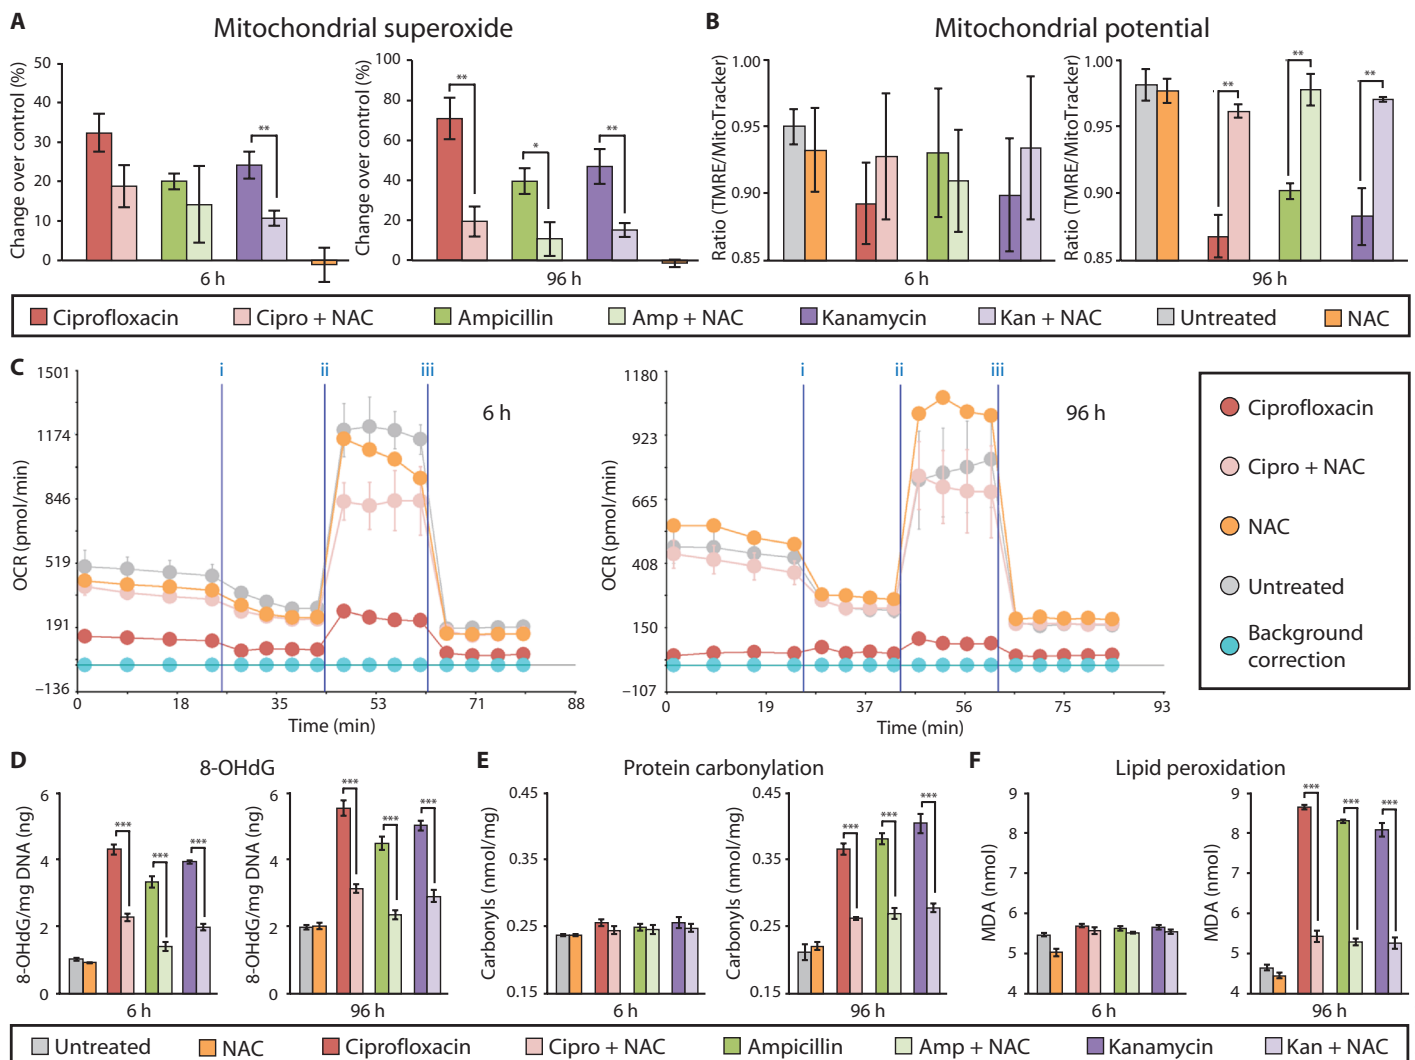 A Mitochondrial superoxide
Change over control (%)
50
40
30
20
10
0
**
6 h
Change over control (%)
100
80
60
40
20
0
**
*
**
96 h
B Mitochondrial potential
Ratio (TMRE/MitoTracker)
1.00
0.95
0.90
0.85
6 h
Ratio (TMRE/MitoTracker)
1.00
0.95
0.90
0.85
**
**
**
96 h
Ciprofloxacin Cipro + NAC Ampicillin Amp + NAC Kanamycin Kan + NAC Untreated NAC
C
OCR (pmol/min)
1501
1174
846
519
191
−136
i ii iii
6 h
0 18 35 53 71 88
Time (min)
OCR (pmol/min)
1180
923
665
408
150
−107
i ii iii
96 h
0 19 37 56 75 93
Time (min)
Ciprofloxacin
Cipro + NAC
NAC
Untreated
Background
correction
D 8-OHdG
8-OHdG/mg DNA (ng)
6
4
2
0
***
***
***
6 h
8-OHdG/mg DNA (ng)
6
4
2
0
***
***
***
96 h
E Protein carbonylation
Carbonyls (nmol/mg)
0.45
0.35
0.25
0.15
6 h
Carbonyls (nmol/mg)
0.45
0.35
0.25
0.15
***
***
***
96 h
F Lipid peroxidation
MDA (nmol)
9
8
7
6
5
4
6 h
MDA (nmol)
9
8
7
6
5
4
***
***
***
96 h
Untreated NAC Ciprofloxacin Cipro + NAC Ampicillin Amp + NAC Kanamycin Kan + NAC